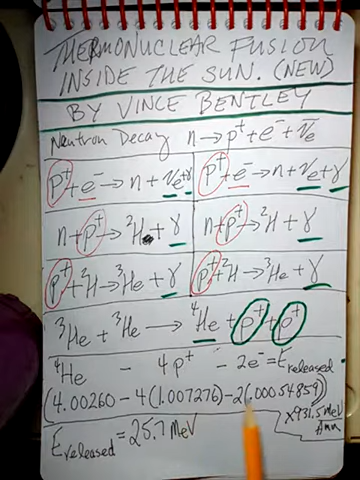 THERMONUCLEAR FUSION
INSIDE THE SUN. (NEW)
BY VINCE BENTLEY
Neutron Decay n→p⁺+e⁻+ν̅e
p⁺+e⁻→n+νe+γ p⁺+e⁻→n+νe+γ
n+p⁺→²H+γ n+p⁺→²H+γ
p⁺+²H→³He+γ p⁺+²H→³He+γ
³He+³He→⁴He+p⁺+p⁺
⁴He - 4p⁺ - 2e⁻=E released
(4.00260-4(1.007276)-2(.00054859))
x931.5 MeV
/Amu
E released=25.7 MeV